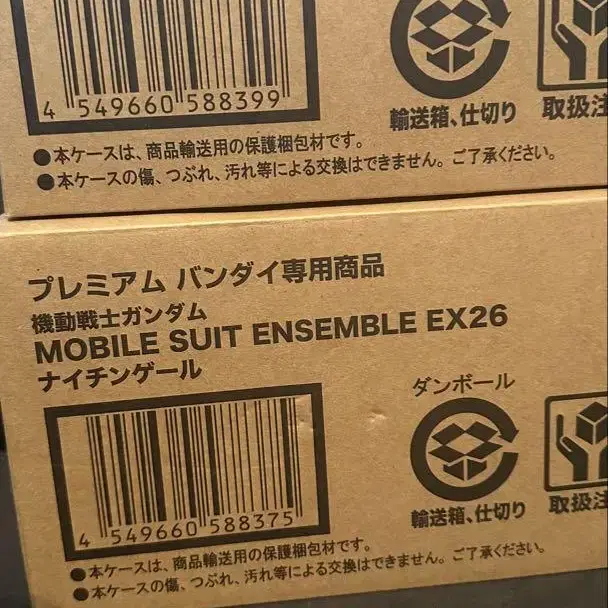 4 549660 588399
輸送箱、仕切り
取扱注
●本ケースは、商品輸送用の保護梱包材です。
●本ケースの傷、つぶれ、汚れ等による交換はできません。ご了承ください。
プレミアム バンダイ専用商品
機動戦士ガンダム
MOBILE SUIT ENSEMBLE EX26
ナイチンゲール
ダンボール
4 549660 588375
輸送箱、仕切り
取扱注
●本ケースは、商品輸送用の保護梱包材です。
●本ケースの傷、つぶれ、汚れ等による交換はできません。ご了承ください。